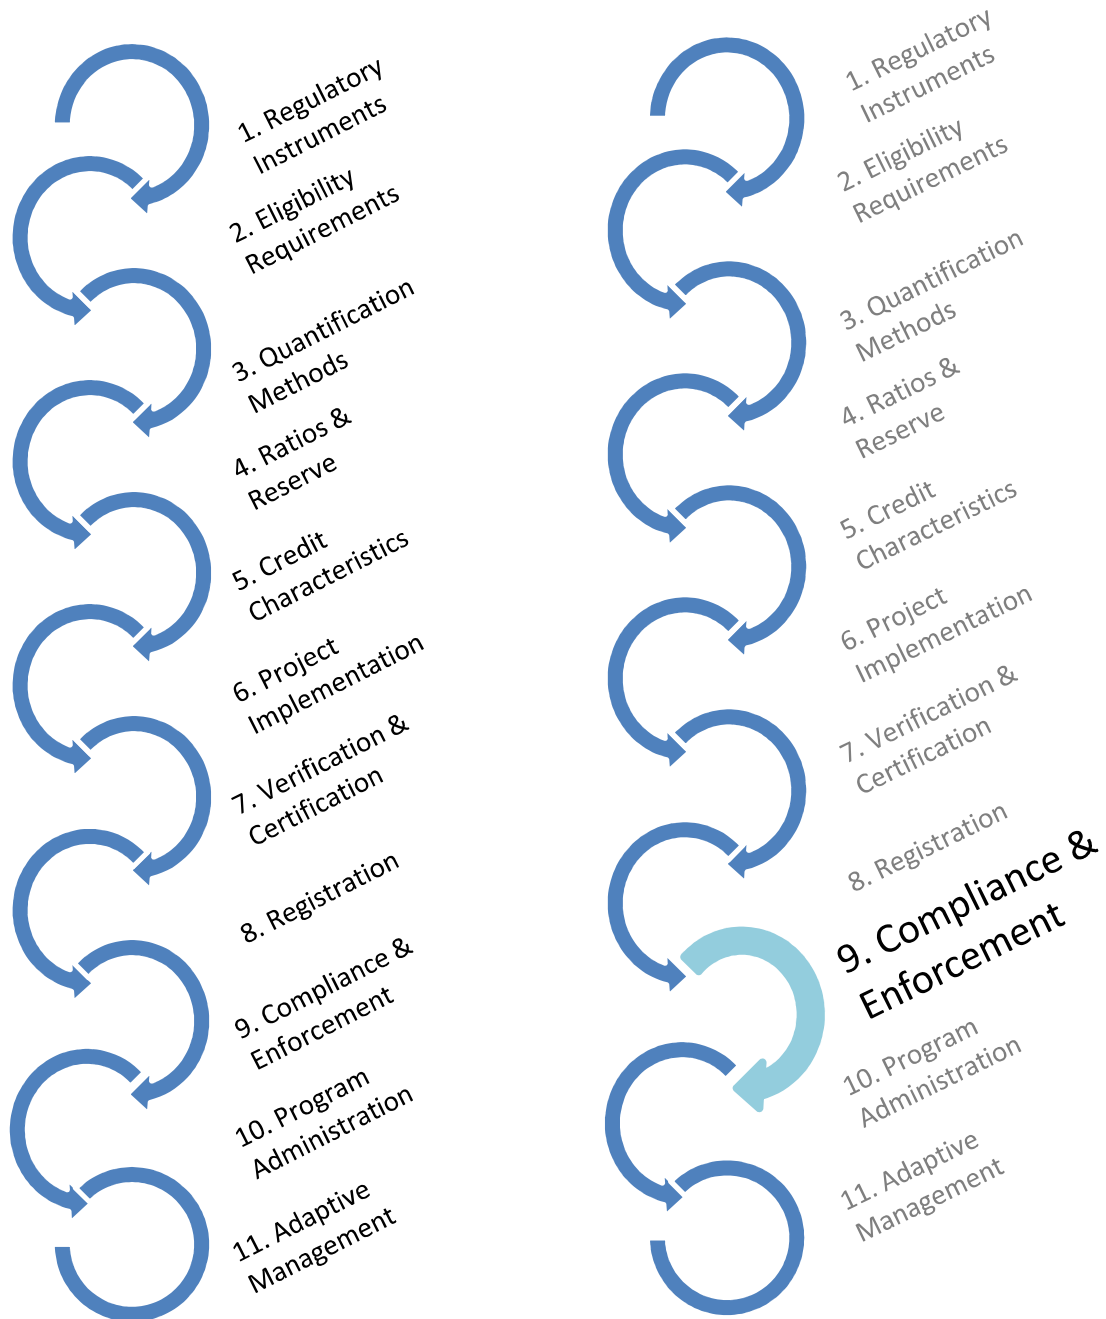 1. Regulatory
Instruments
2. Eligibility
Requirements
3. Quantification
Methods
4. Ratios &
Reserve
5. Credit
Characteristics
6. Project
Implementation
7. Verification &
Certification
8. Registration
9. Compliance &
Enforcement
10. Program
Administration
11. Adaptive
Management
1. Regulatory
Instruments
2. Eligibility
Requirements
3. Quantification
Methods
4. Ratios &
Reserve
5. Credit
Characteristics
6. Project
Implementation
7. Verification &
Certification
8. Registration
9. Compliance &
Enforcement
10. Program
Administration
11. Adaptive
Management